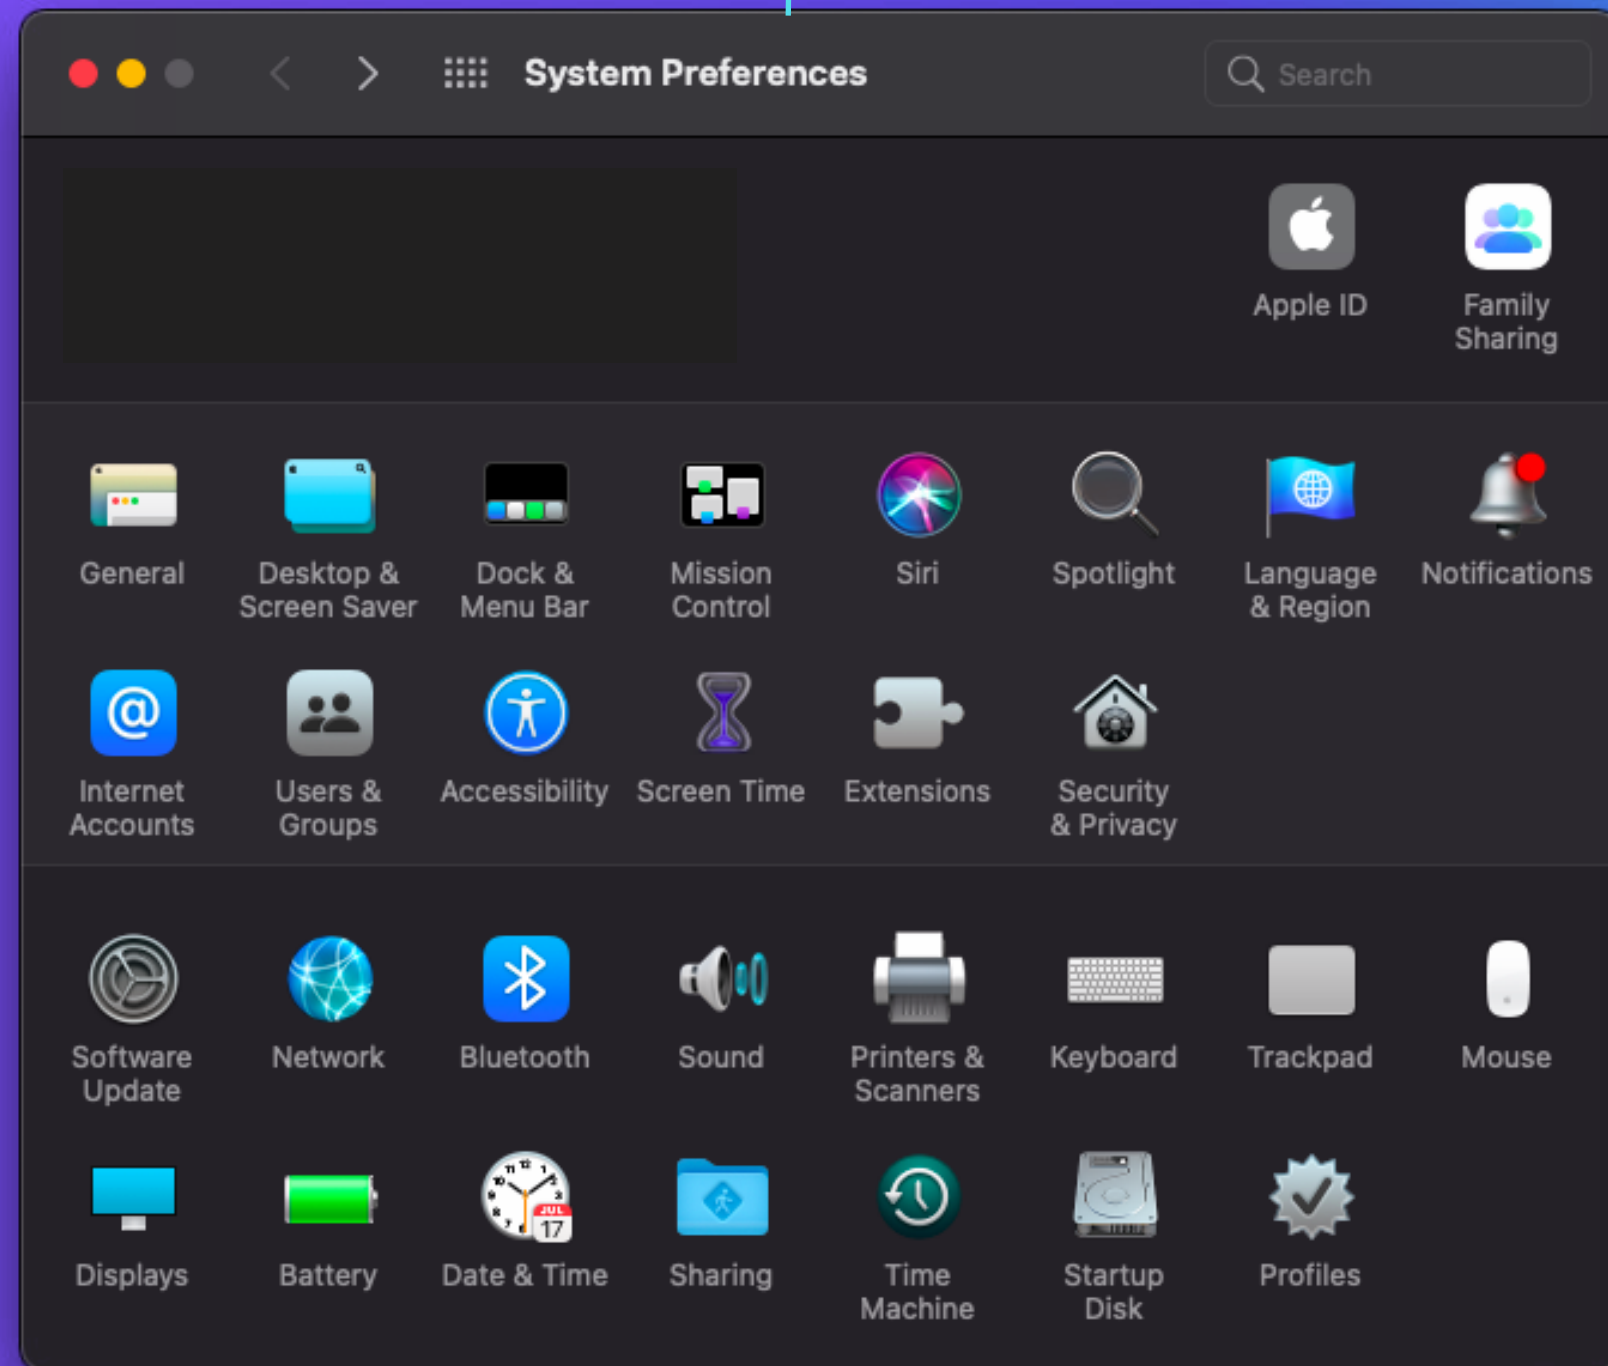 System Preferences
Search
Apple ID
Family
Sharing
General
Desktop &
Screen Saver
Dock &
Menu Bar
Mission
Control
Siri
Spotlight
Language
& Region
Notifications
@
Internet
Accounts
Users &
Groups
Accessibility
Screen Time
Extensions
Security
& Privacy
Software
Update
Network
Bluetooth
Sound
Printers &
Scanners
Keyboard
Trackpad
Mouse
Displays
Battery
JUL
17
Date & Time
Sharing
Time
Machine
Startup
Disk
Profiles